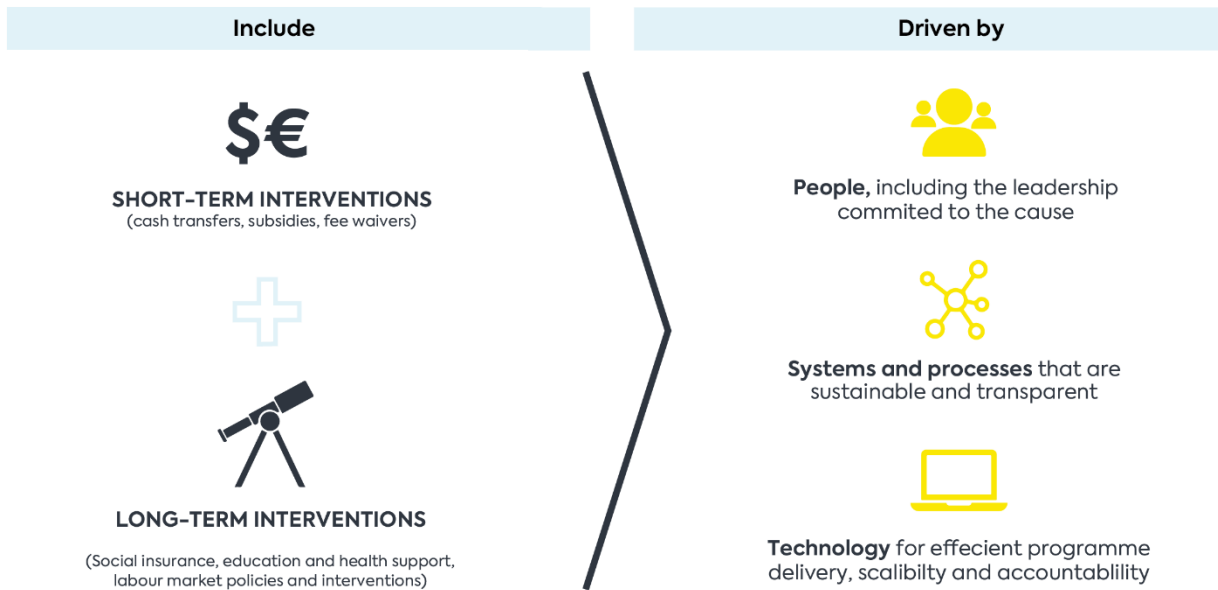 Include
$€
SHORT-TERM INTERVENTIONS
(cash transfers, subsidies, fee waivers)
LONG-TERM INTERVENTIONS
(Social insurance, education and health support,
labour market policies and interventions)
Driven by
People, including the leadership
commited to the cause
Systems and processes that are
sustainable and transparent
Technology for effecient programme
delivery, scalibilty and accountablility